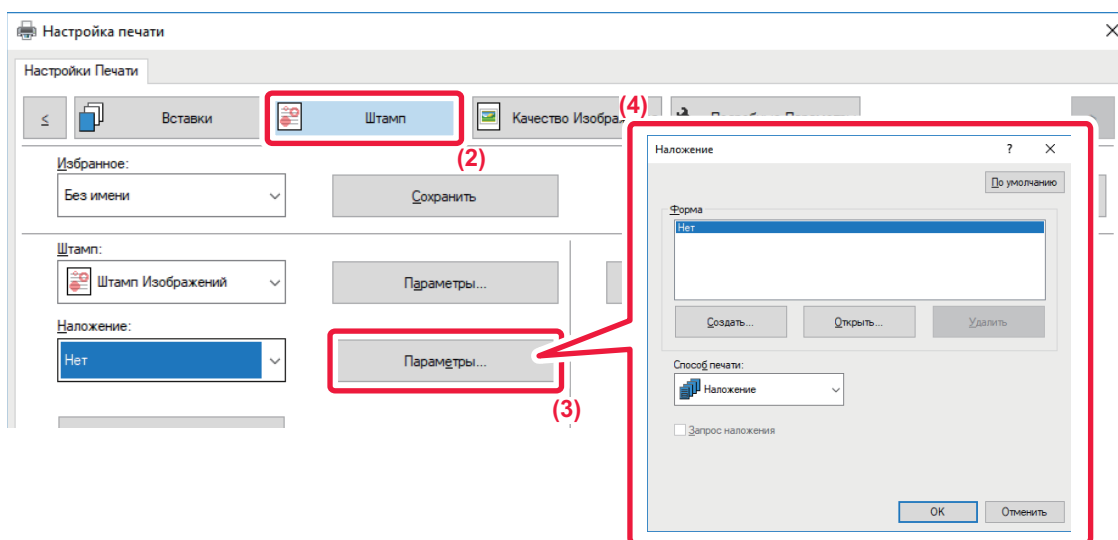 Настройка печати
Настройки Печати
<
Вставки
Штамп
Качество
(4)
(2)
Избранное:
Без имени
Сохранить
Штамп:
Штамп Изображений
Параметры...
Наложение:
Нет
Параметры...
(3)
Наложение
?
По умолчанию
Форма
Нет
Создать...
Открыть...
Удалить
Способ печати:
Наложение
Запрос наложения
OK
Отменить